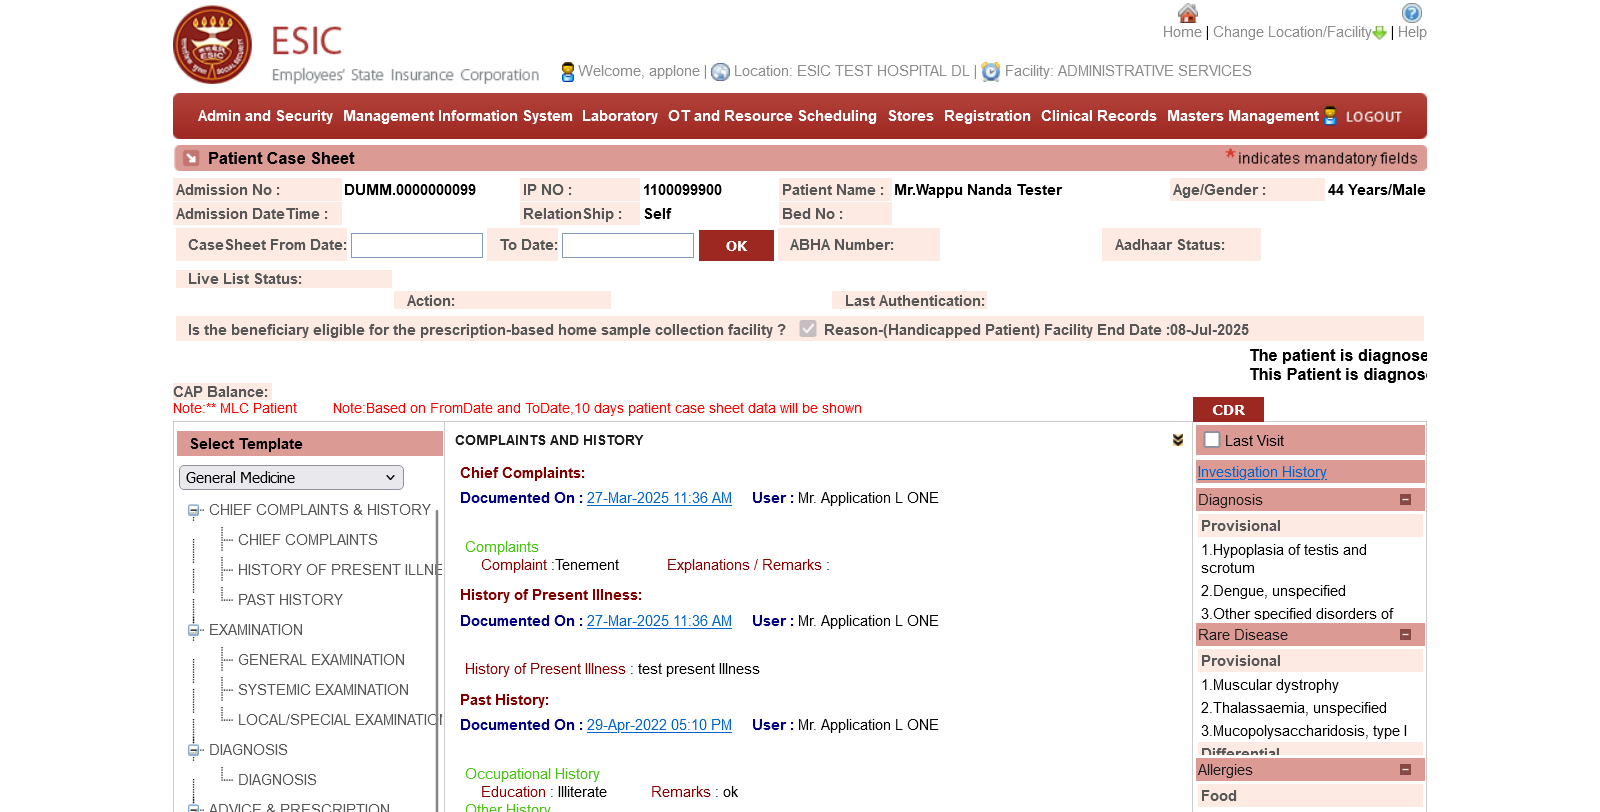 Home | Change Location/Facility | Help
ESIC
Employees' State Insurance Corporation
Welcome, applone | Location: ESIC TEST HOSPITAL DL | Facility: ADMINISTRATIVE SERVICES
Admin and Security Management Information System Laboratory OT and Resource Scheduling Stores Registration Clinical Records Masters Management LOGOUT
Patient Case Sheet *indicates mandatory fields
Admission No : DUMM.0000000099 IP NO : 1100099900 Patient Name : Mr.Wappu Nanda Tester Age/Gender : 44 Years/Male
Admission DateTime : RelationShip : Self Bed No :
CaseSheet From Date: To Date: OK ABHA Number: Aadhaar Status:
Live List Status:
Action: Last Authentication:
Is the beneficiary eligible for the prescription-based home sample collection facility ? Reason-(Handicapped Patient) Facility End Date :08-Jul-2025
The patient is diagnose
This Patient is diagnos
CAP Balance:
Note:** MLC Patient Note:Based on FromDate and ToDate,10 days patient case sheet data will be shown
CDR
Select Template
General Medicine
CHIEF COMPLAINTS & HISTORY
CHIEF COMPLAINTS
HISTORY OF PRESENT ILLNE
PAST HISTORY
EXAMINATION
GENERAL EXAMINATION
SYSTEMIC EXAMINATION
LOCAL/SPECIAL EXAMINATION
DIAGNOSIS
DIAGNOSIS
ADVICE & PRESCRIPTION
COMPLAINTS AND HISTORY
Chief Complaints:
Documented On : 27-Mar-2025 11:36 AM User : Mr. Application L ONE
Complaints
Complaint :Tenement Explanations / Remarks :
History of Present Illness:
Documented On : 27-Mar-2025 11:36 AM User : Mr. Application L ONE
History of Present Illness : test present Illness
Past History:
Documented On : 29-Apr-2022 05:10 PM User : Mr. Application L ONE
Occupational History
Education : Illiterate Remarks : ok
Other History
Last Visit
Investigation History
Diagnosis
Provisional
1.Hypoplasia of testis and
scrotum
2.Dengue, unspecified
3.Other specified disorders of
Rare Disease
Provisional
1.Muscular dystrophy
2.Thalassaemia, unspecified
3.Mucopolysaccharidosis, type I
Differential
Allergies
Food